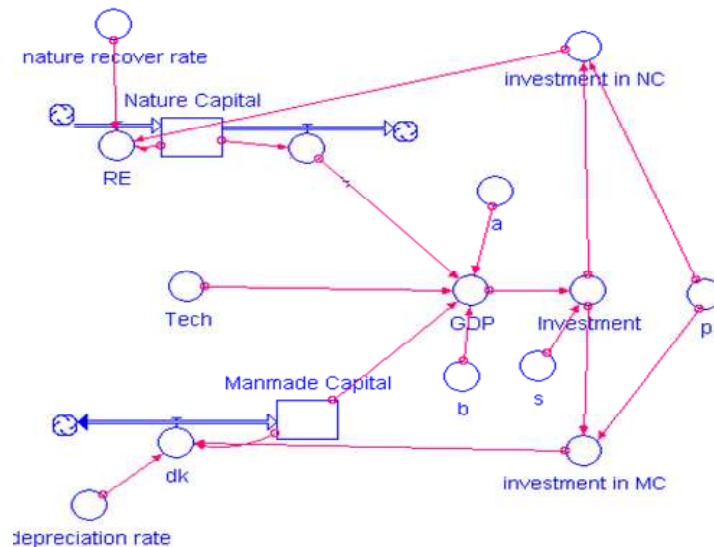 nature recover rate
investment in NC
Nature Capital
RE
a
Tech
GDP
Investment
p
Manmade Capital
b
s
dk
investment in MC
depreciation rate